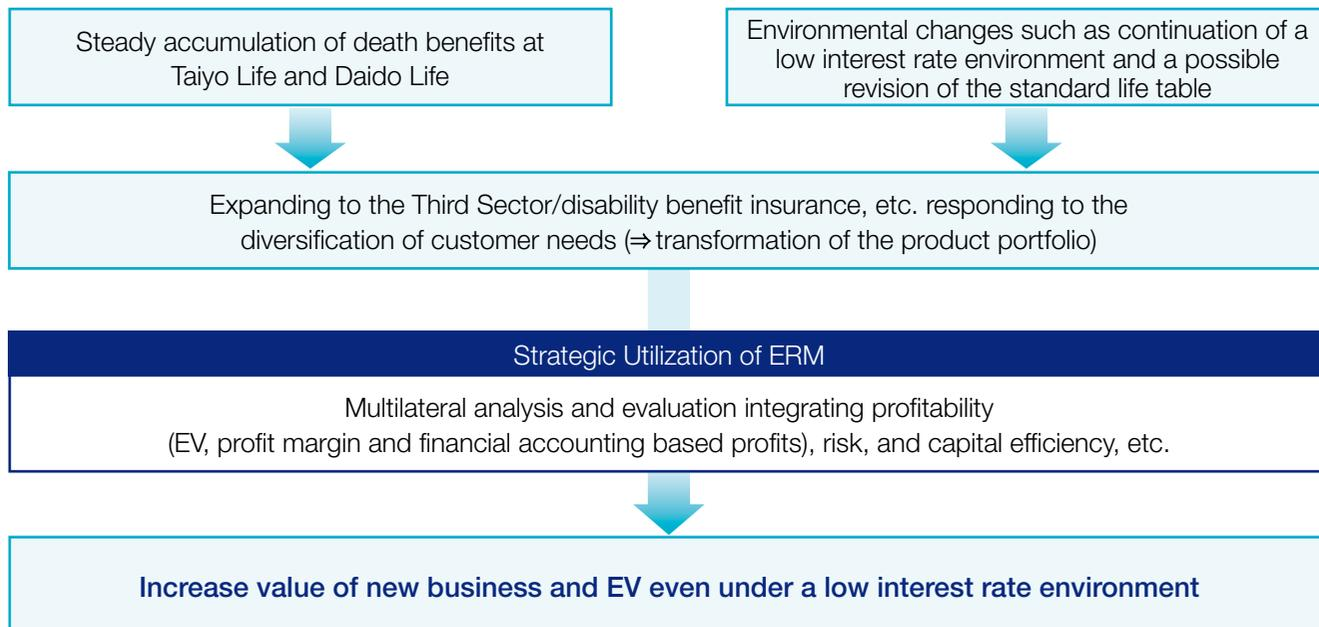 Steady accumulation of death benefits at
Taiyo Life and Daido Life
Environmental changes such as continuation of a
low interest rate environment and a possible
revision of the standard life table
Expanding to the Third Sector/disability benefit insurance, etc. responding to the
diversification of customer needs (⇒transformation of the product portfolio)
Strategic Utilization of ERM
Multilateral analysis and evaluation integrating profitability
(EV, profit margin and financial accounting based profits), risk, and capital efficiency, etc.
Increase value of new business and EV even under a low interest rate environment